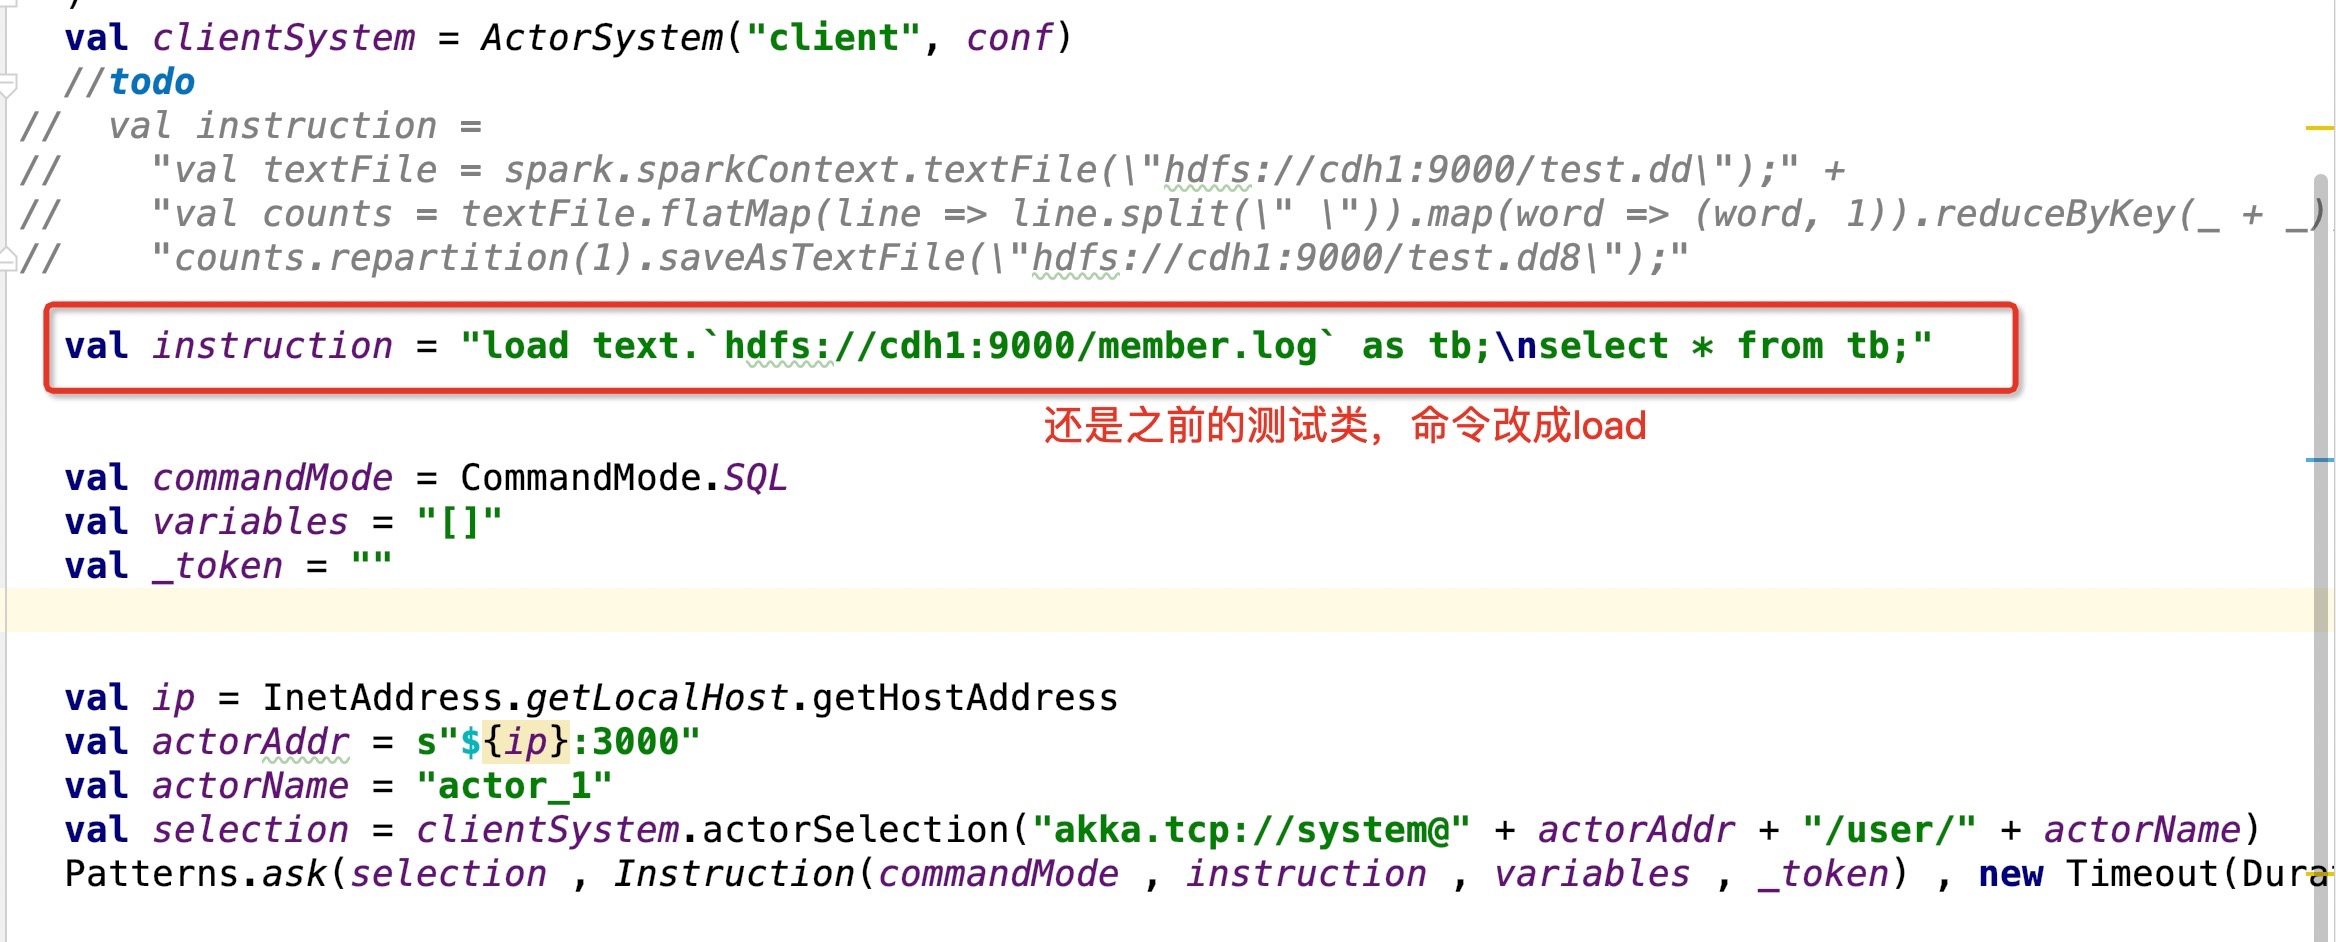 )
val clientSystem = ActorSystem("client", conf)
//todo
//  val instruction =
//    "val textFile = spark.sparkContext.textFile(\"hdfs://cdh1:9000/test.dd\");" +
//    "val counts = textFile.flatMap(line => line.split(\" \")).map(word => (word, 1)).reduceByKey(_ + _)
//    "counts.repartition(1).saveAsTextFile(\"hdfs://cdh1:9000/test.dd8\");"
val instruction = "load text.`hdfs://cdh1:9000/member.log` as tb;\nselect * from tb;"
还是之前的测试类，命令改成load
val commandMode = CommandMode.SQL
val variables = "[]"
val _token = ""
val ip = InetAddress.getLocalHost.getHostAddress
val actorAddr = s"${ip}:3000"
val actorName = "actor_1"
val selection = clientSystem.actorSelection("akka.tcp://system@" + actorAddr + "/user/" + actorName)
Patterns.ask(selection , Instruction(commandMode , instruction , variables , _token) , new Timeout(Dura